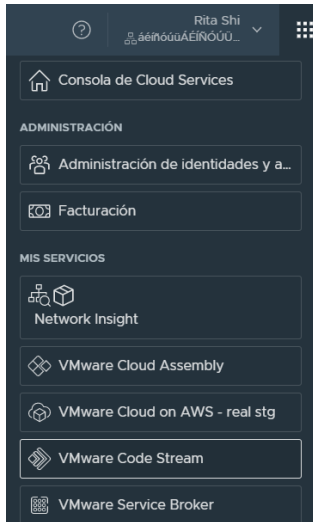 Rita Shi
áéíñóúüÁÉÍÑÓÚÜ...
Consola de Cloud Services
ADMINISTRACIÓN
Administración de identidades y a...
Facturación
MIS SERVICIOS
Network Insight
VMware Cloud Assembly
VMware Cloud on AWS - real stg
VMware Code Stream
VMware Service Broker